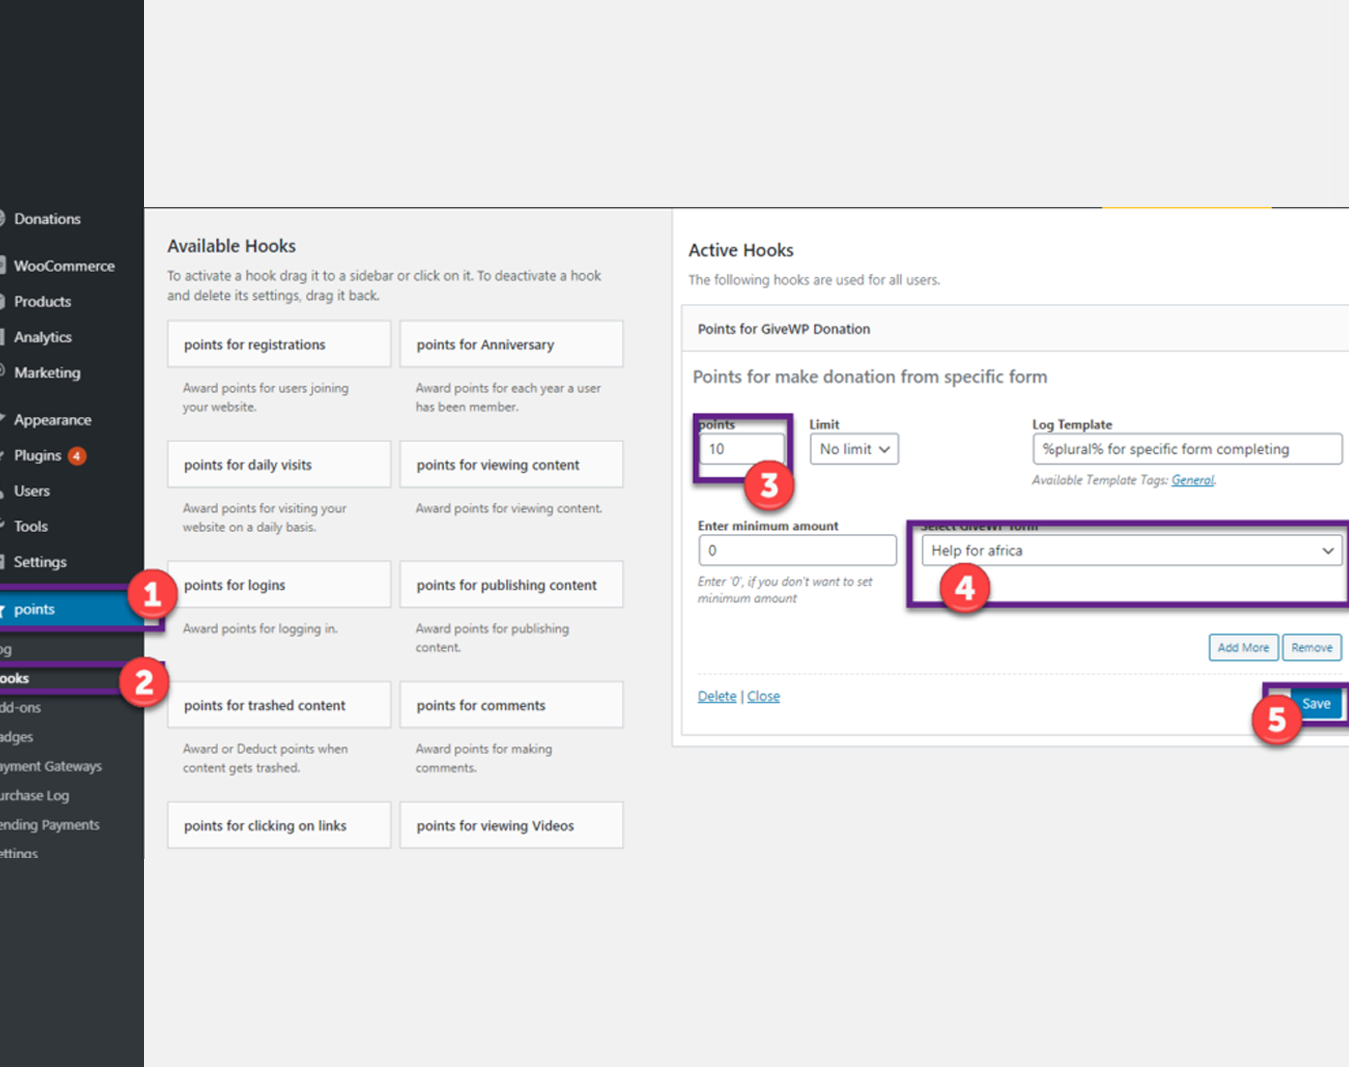 Donations
WooCommerce
Products
Analytics
Marketing
Appearance
Plugins 4
Users
Tools
Settings
points
1
og
ooks
2
dd-ons
adges
ayment Gateways
urchase Log
ending Payments
ettings
Available Hooks
To activate a hook drag it to a sidebar or click on it. To deactivate a hook
and delete its settings, drag it back.
points for registrations
Award points for users joining
your website.
points for Anniversary
Award points for each year a user
has been member.
points for daily visits
Award points for visiting your
website on a daily basis.
points for viewing content
Award points for viewing content.
points for logins
Award points for logging in.
points for publishing content
Award points for publishing
content.
points for trashed content
Award or Deduct points when
content gets trashed.
points for comments
Award points for making
comments.
points for clicking on links
points for viewing Videos
Active Hooks
The following hooks are used for all users.
Points for GiveWP Donation
Points for make donation from specific form
points
10
3
Limit
No limit
Log Template
%plural% for specific form completing
Available Template Tags: General.
Enter minimum amount
0
Enter '0', if you don't want to set
minimum amount
Select GiveWP form
Help for africa
4
Add More
Remove
Delete | Close
5
Save